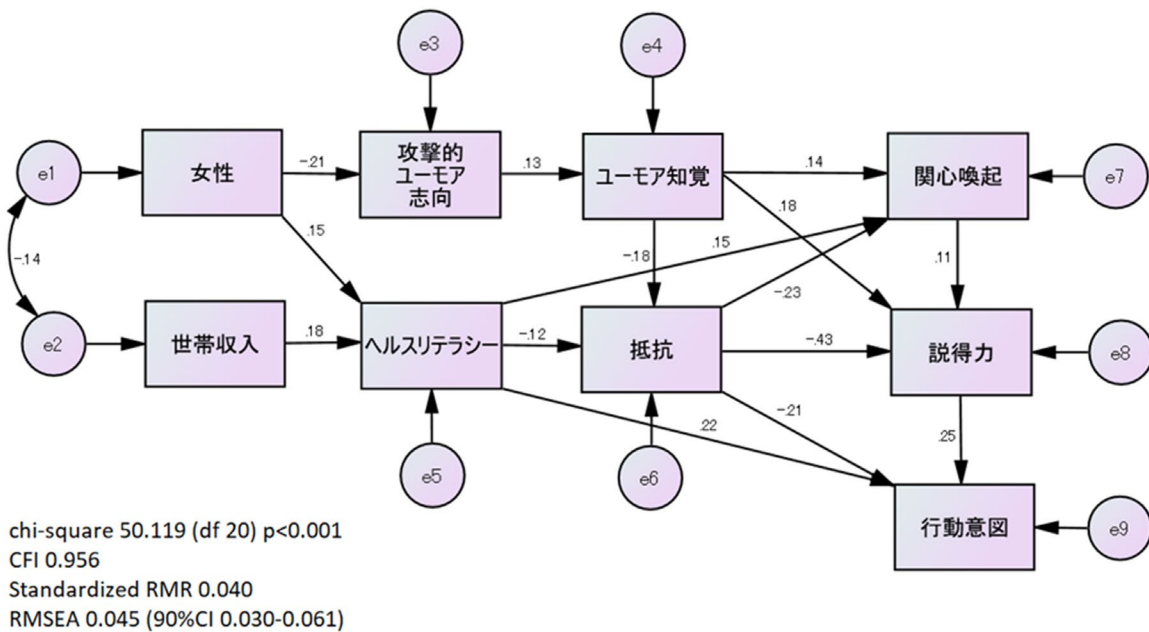 e3
e4
e1
女性
-.21
攻撃的
ユーモア
志向
.13
ユーモア知覚
.14
関心喚起
e7
-.14
.15
.18
-.18
.15
.11
-.23
e2
世帯収入
.18
ヘルスリテラシー
-.12
抵抗
-.43
説得力
e8
.22
-.21
.25
e5
e6
行動意図
e9
chi-square 50.119 (df 20) p<0.001
CFI 0.956
Standardized RMR 0.040
RMSEA 0.045 (90%CI 0.030-0.061)